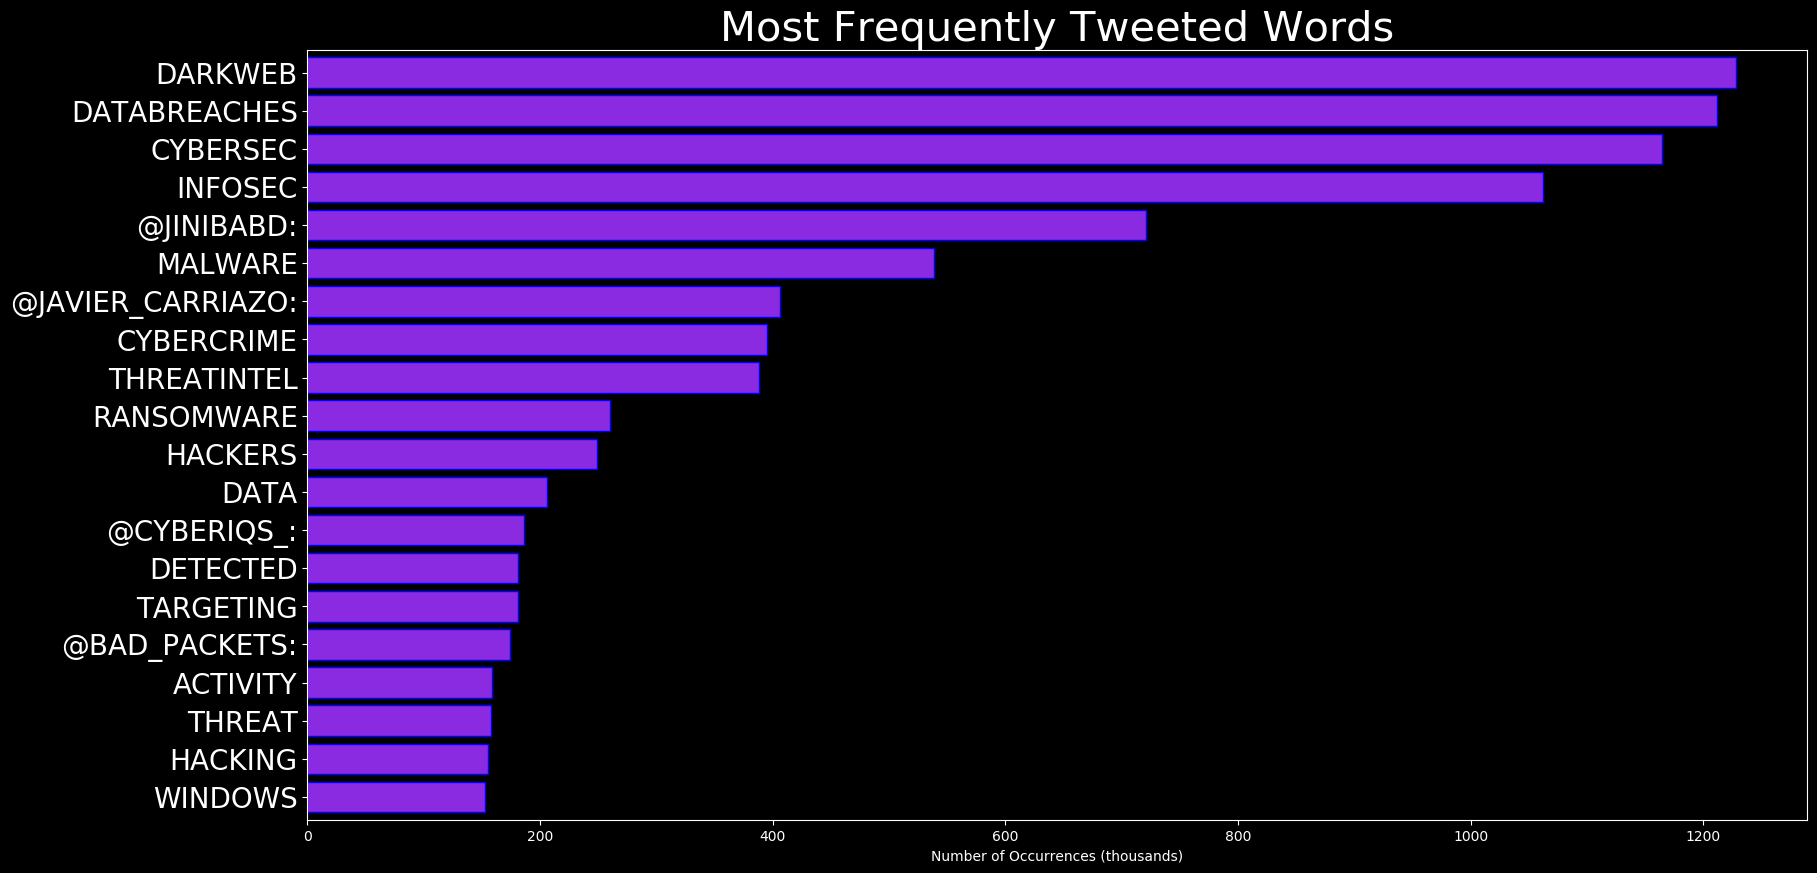 Most Frequently Tweeted Words
DARKWEB
DATABREACHES
CYBERSEC
INFOSEC
@JINIBABD:
MALWARE
@JAVIER_CARRIAZO:
CYBERCRIME
THREATINTEL
RANSOMWARE
HACKERS
DATA
@CYBERIQS_:
DETECTED
TARGETING
@BAD_PACKETS:
ACTIVITY
THREAT
HACKING
WINDOWS
0 200 400 600 800 1000 1200
Number of Occurrences (thousands)